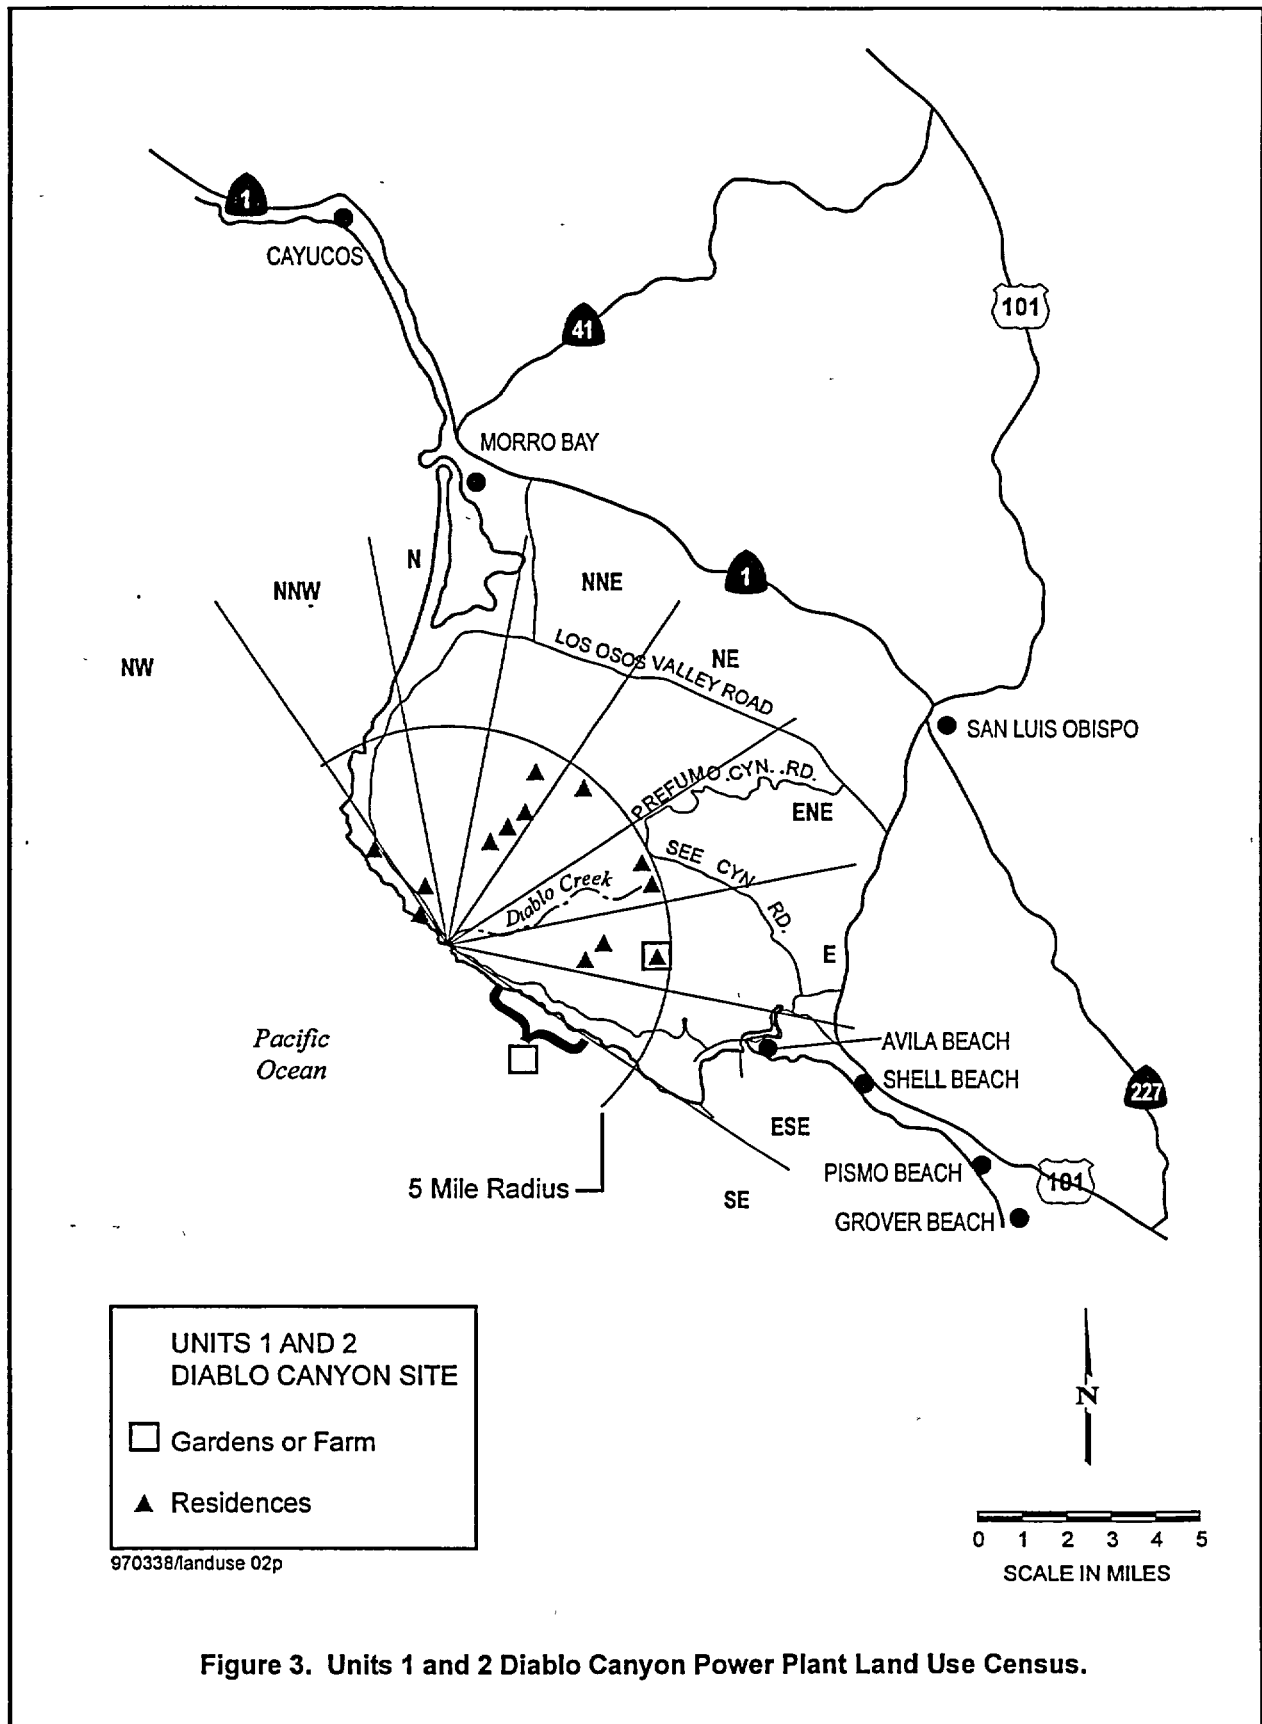 1
CAYUCOS
41
101
MORRO BAY
N
NNW
NNE
1
NW
LOS OSOS VALLEY ROAD
NE
SAN LUIS OBISPO
PREFUMO CYN. RD.
ENE
SEE CYN RD.
Diablo Creek
E
Pacific
Ocean
AVILA BEACH
SHELL BEACH
227
ESE
5 Mile Radius
PISMO BEACH
101
SE
GROVER BEACH
UNITS 1 AND 2
DIABLO CANYON SITE
Gardens or Farm
Residences
N
970338/landuse 02p
0 1 2 3 4 5
SCALE IN MILES
Figure 3. Units 1 and 2 Diablo Canyon Power Plant Land Use Census.